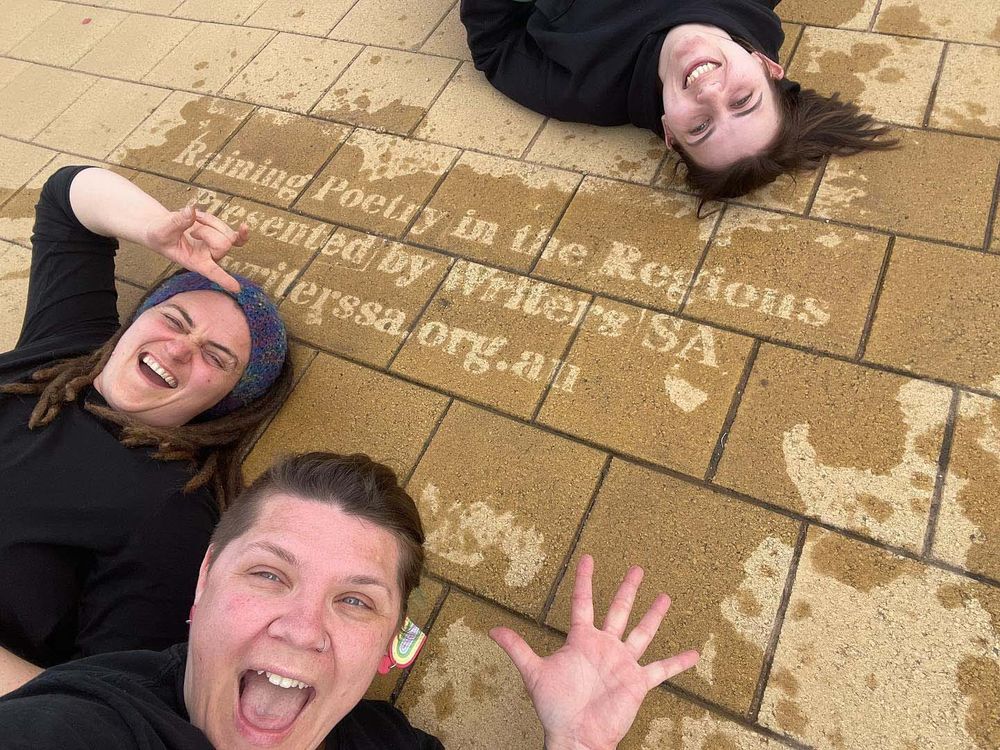 Raining Poetry in the Regions
Presented by Writers SA
writerssa.org.au